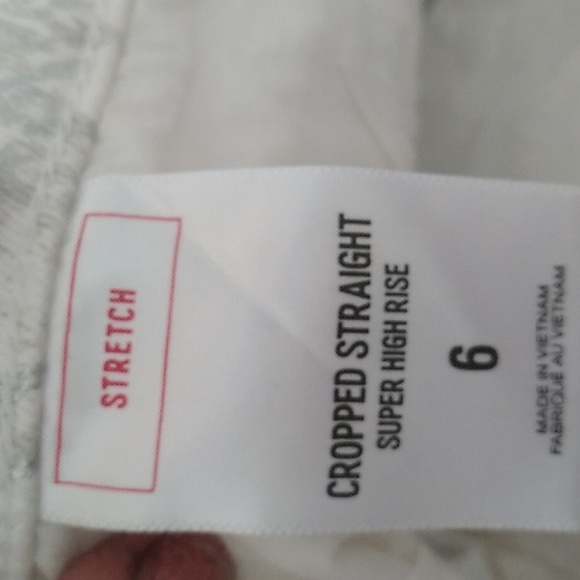 STRETCH
CROPPED STRAIGHT
SUPER HIGH RISE
6
MADE IN VIETNAM
FABRIQUÉ AU VIETNAM